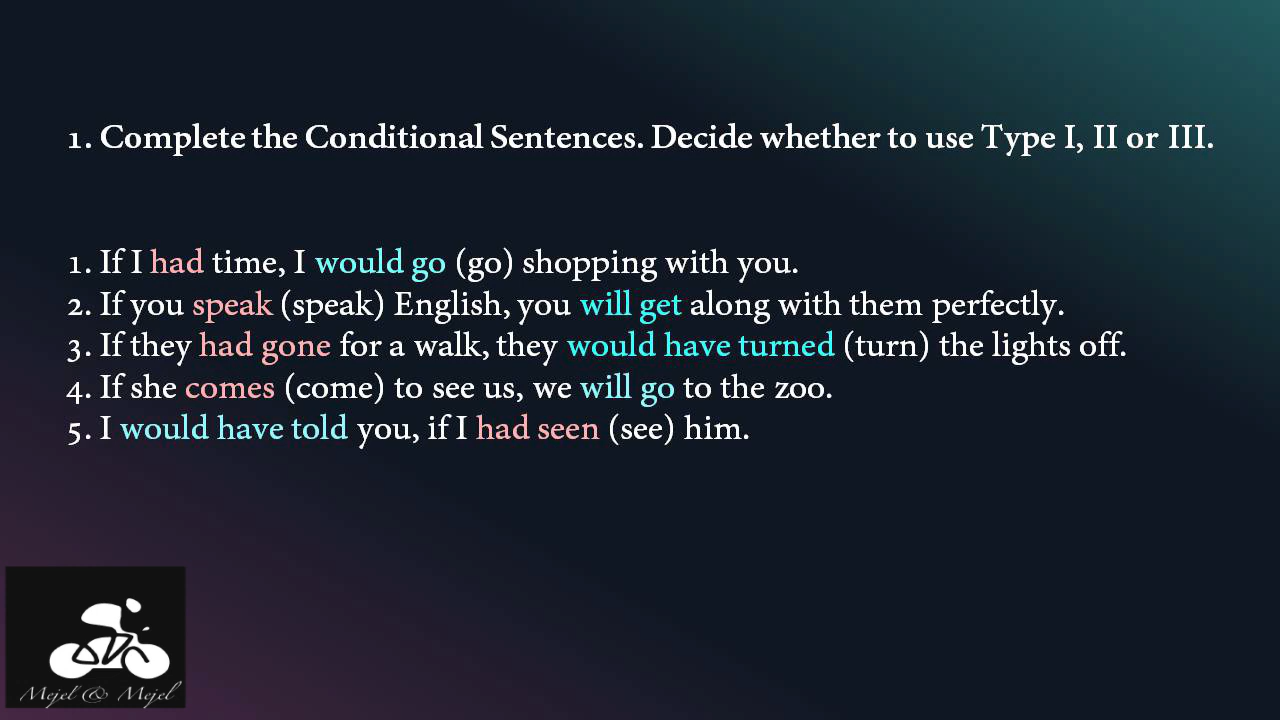 1. Complete the Conditional Sentences. Decide whether to use Type I, II or III.
1. If I had time, I would go (go) shopping with you.
2. If you speak (speak) English, you will get along with them perfectly.
3. If they had gone for a walk, they would have turned (turn) the lights off.
4. If she comes (come) to see us, we will go to the zoo.
5. I would have told you, if I had seen (see) him.
Mejel & Mejel